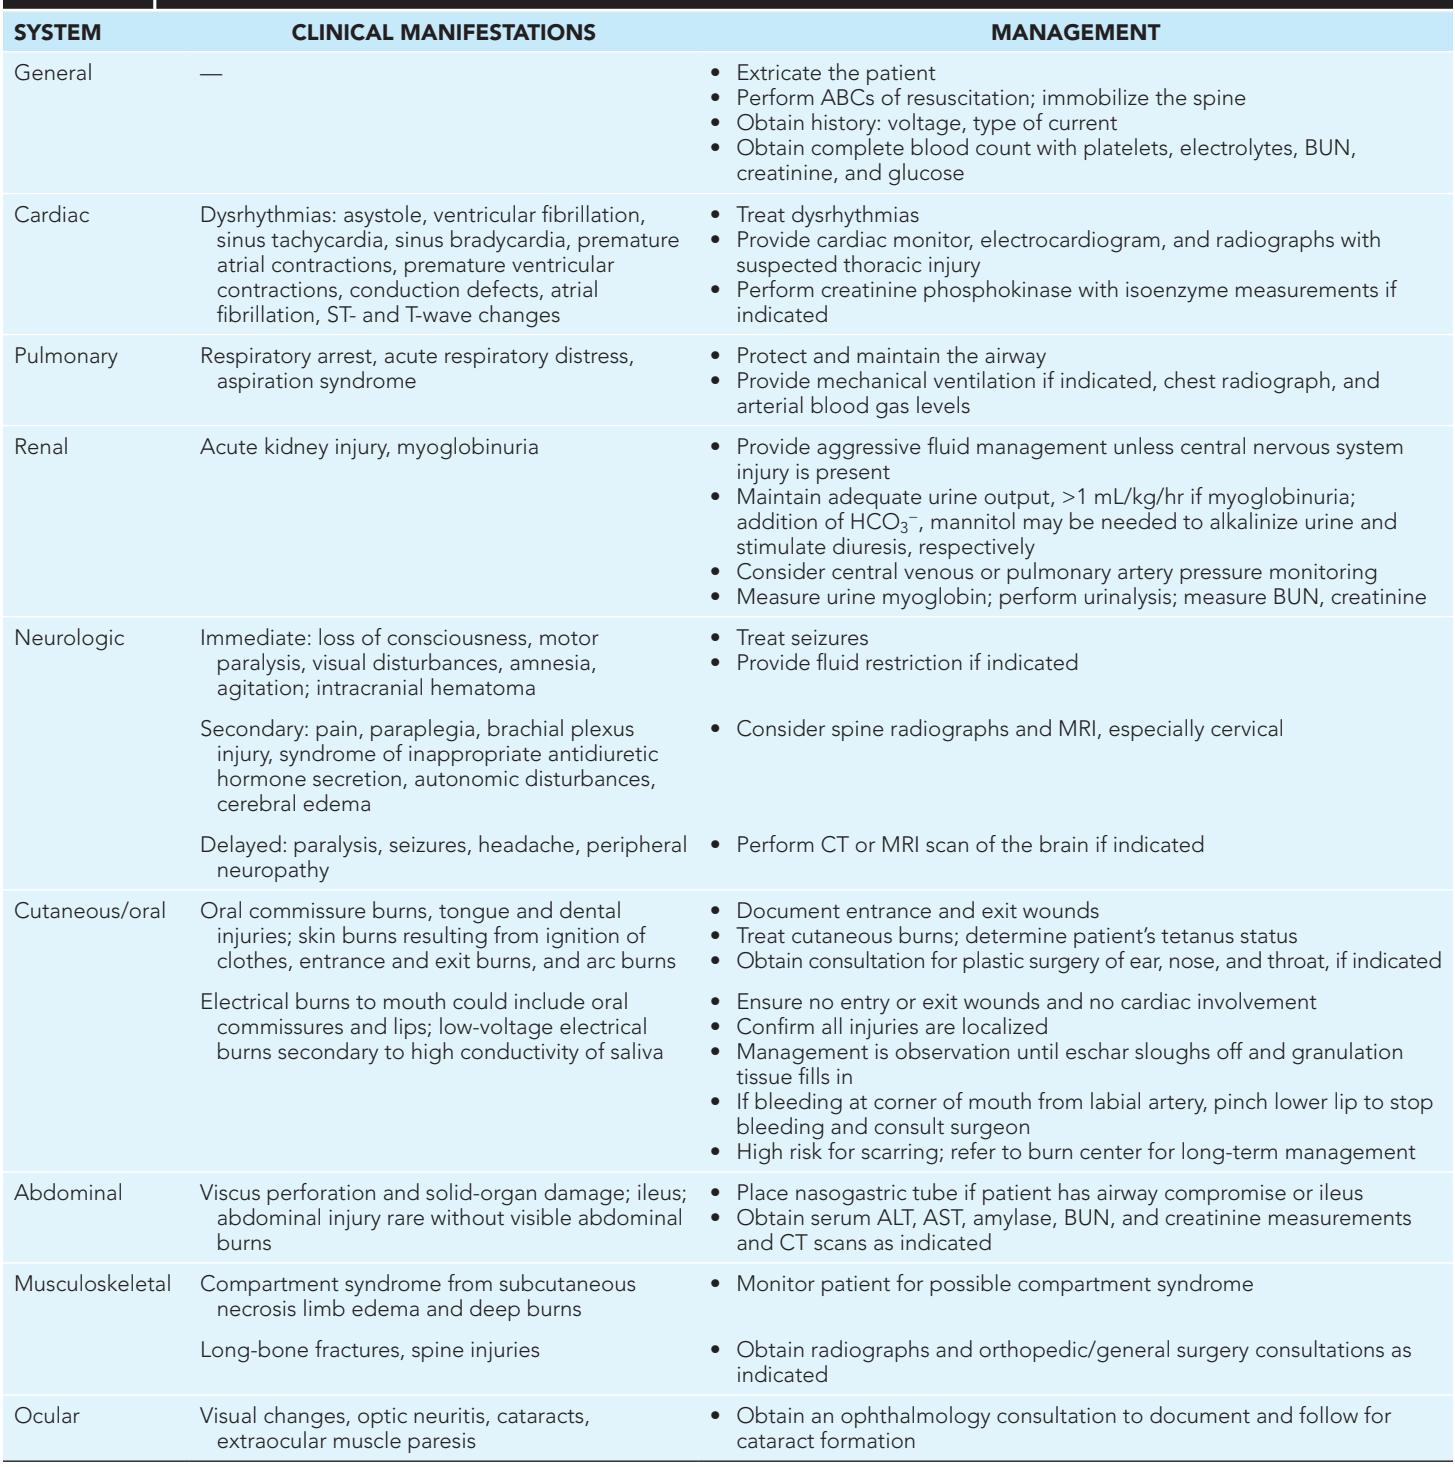 SYSTEM CLINICAL MANIFESTATIONS MANAGEMENT
General — • Extricate the patient
• Perform ABCs of resuscitation; immobilize the spine
• Obtain history: voltage, type of current
• Obtain complete blood count with platelets, electrolytes, BUN,
creatinine, and glucose
Cardiac Dysrhythmias: asystole, ventricular fibrillation,
sinus tachycardia, sinus bradycardia, premature
atrial contractions, premature ventricular
contractions, conduction defects, atrial
fibrillation, ST- and T-wave changes
• Treat dysrhythmias
• Provide cardiac monitor, electrocardiogram, and radiographs with
suspected thoracic injury
• Perform creatinine phosphokinase with isoenzyme measurements if
indicated
Pulmonary Respiratory arrest, acute respiratory distress,
aspiration syndrome
• Protect and maintain the airway
• Provide mechanical ventilation if indicated, chest radiograph, and
arterial blood gas levels
Renal Acute kidney injury, myoglobinuria
• Provide aggressive fluid management unless central nervous system
injury is present
• Maintain adequate urine output, >1 mL/kg/hr if myoglobinuria;
addition of HCO₃⁻, mannitol may be needed to alkalinize urine and
stimulate diuresis, respectively
• Consider central venous or pulmonary artery pressure monitoring
• Measure urine myoglobin; perform urinalysis; measure BUN, creatinine
Neurologic Immediate: loss of consciousness, motor
paralysis, visual disturbances, amnesia,
agitation; intracranial hematoma
• Treat seizures
• Provide fluid restriction if indicated
Secondary: pain, paraplegia, brachial plexus
injury, syndrome of inappropriate antidiuretic
hormone secretion, autonomic disturbances,
cerebral edema
• Consider spine radiographs and MRI, especially cervical
Delayed: paralysis, seizures, headache, peripheral
neuropathy
• Perform CT or MRI scan of the brain if indicated
Cutaneous/oral Oral commissure burns, tongue and dental
injuries; skin burns resulting from ignition of
clothes, entrance and exit burns, and arc burns
• Document entrance and exit wounds
• Treat cutaneous burns; determine patient's tetanus status
• Obtain consultation for plastic surgery of ear, nose, and throat, if indicated
Electrical burns to mouth could include oral
commissures and lips; low-voltage electrical
burns secondary to high conductivity of saliva
• Ensure no entry or exit wounds and no cardiac involvement
• Confirm all injuries are localized
• Management is observation until eschar sloughs off and granulation
tissue fills in
• If bleeding at corner of mouth from labial artery, pinch lower lip to stop
bleeding and consult surgeon
• High risk for scarring; refer to burn center for long-term management
Abdominal Viscus perforation and solid-organ damage; ileus;
abdominal injury rare without visible abdominal
burns
• Place nasogastric tube if patient has airway compromise or ileus
• Obtain serum ALT, AST, amylase, BUN, and creatinine measurements
and CT scans as indicated
Musculoskeletal Compartment syndrome from subcutaneous
necrosis limb edema and deep burns
• Monitor patient for possible compartment syndrome
Long-bone fractures, spine injuries
• Obtain radiographs and orthopedic/general surgery consultations as
indicated
Ocular Visual changes, optic neuritis, cataracts,
extraocular muscle paresis
• Obtain an ophthalmology consultation to document and follow for
cataract formation